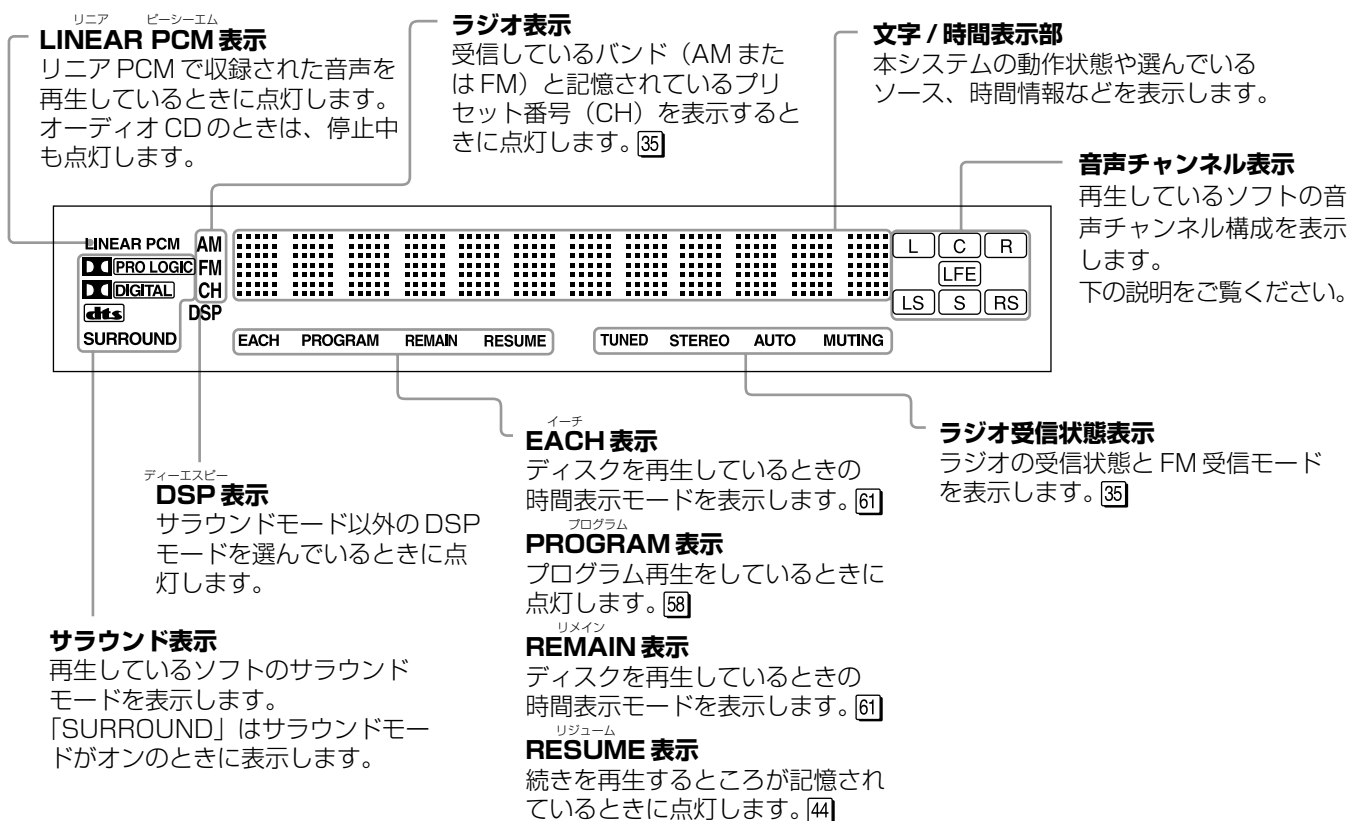 リニア ピーシーエム
LINEAR PCM 表示
リニア PCM で収録された音声を
再生しているときに点灯します。
オーディオ CD のときは、停止中
も点灯します。
ラジオ表示
受信しているバンド（AM また
は FM）と記憶されているプリ
セット番号（CH）を表示すると
きに点灯します。35
文字 / 時間表示部
本システムの動作状態や選んでいる
ソース、時間情報などを表示します。
音声チャンネル表示
再生しているソフトの音
声チャンネル構成を表示
します。
下の説明をご覧ください。
LINEAR PCM AM
PRO LOGIC FM
DIGITAL CH
dts DSP
SURROUND
L C R
LFE
LS S RS
EACH PROGRAM REMAIN RESUME
TUNED STEREO AUTO MUTING
ディーエスピー
DSP 表示
サラウンドモード以外の DSP
モードを選んでいるときに点
灯します。
サラウンド表示
再生しているソフトのサラウンド
モードを表示します。
「SURROUND」はサラウンドモー
ドがオンのときに表示します。
イーチ
EACH 表示
ディスクを再生しているときの
時間表示モードを表示します。61
プログラム
PROGRAM 表示
プログラム再生をしているときに
点灯します。58
リメイン
REMAIN 表示
ディスクを再生しているときの
時間表示モードを表示します。61
リジューム
RESUME 表示
続きを再生するところが記憶され
ているときに点灯します。44
ラジオ受信状態表示
ラジオの受信状態と FM 受信モード
を表示します。35